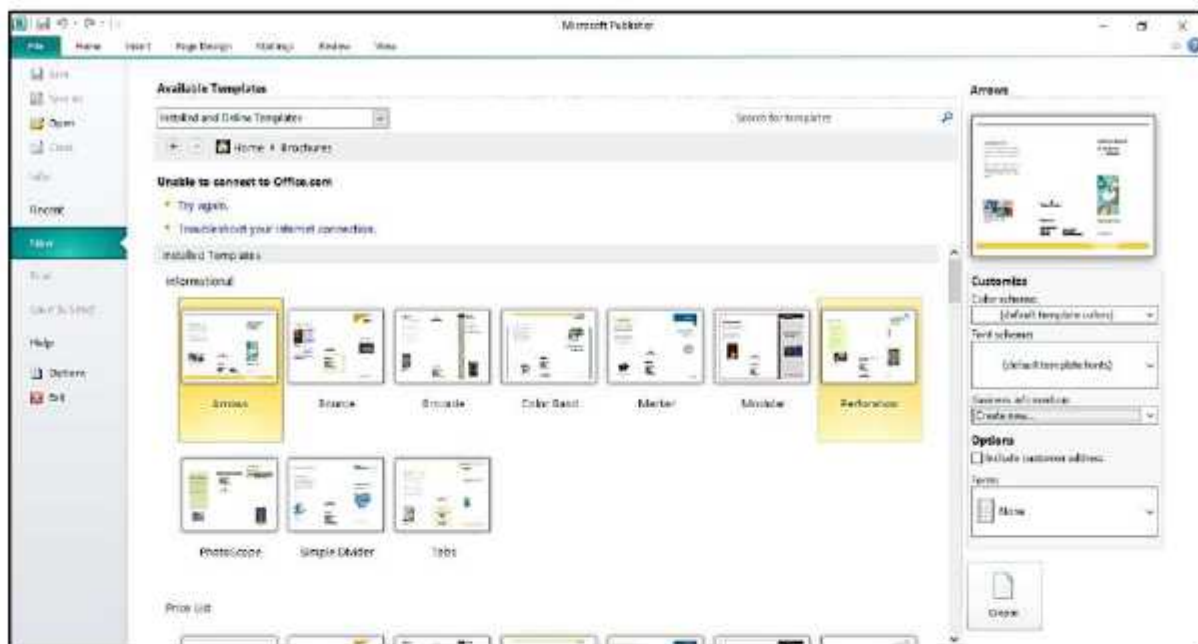 Microsoft Publisher
File Home Insert Page Design Mailings Review View
Save
Save As
Open
Close
Info
Recent
New
Print
Save & Send
Help
Options
Exit
Available Templates
Installed and Online Templates
Search for templates
Home Brochures
Unable to connect to Office.com
Try again.
Troubleshoot your internet connection.
Installed Templates
Informational
Arrows Bounce Brocade Color Band Marker Modular Perforation
PhotoScope Simple Divider Tabs
Price List
Arrows
Customize
Color scheme:
(default template colors)
Font scheme:
(default template fonts)
Business information:
Create new...
Options
Include customer address
Form:
None
Create